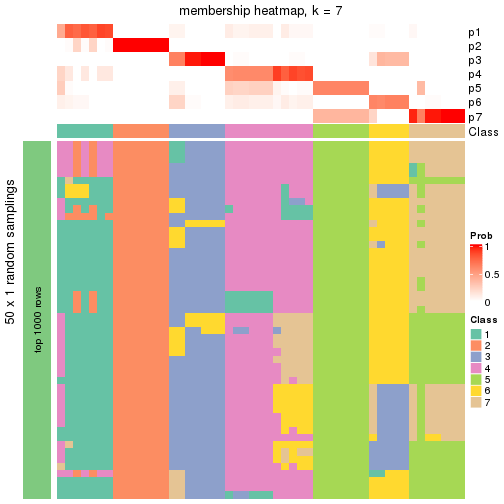 membership heatmap, k = 7
p1
p2
p3
p4
p5
p6
p7
Class
50 x 1 random samplings
top 1000 rows
Prob
1
0.5
0
Class
1
2
3
4
5
6
7